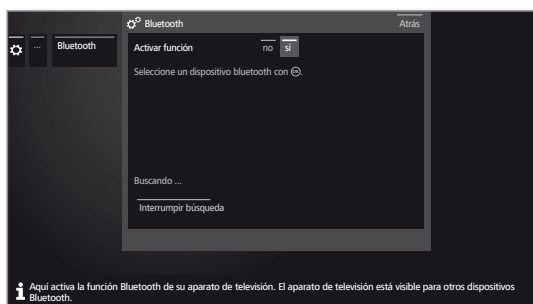 Bluetooth
Atrás
... Bluetooth
Activar función no sí
Seleccione un dispositivo bluetooth con OK.
Buscando ...
Interrumpir búsqueda
Aquí activa la función Bluetooth de su aparato de televisión. El aparato de televisión está visible para otros dispositivos
Bluetooth.